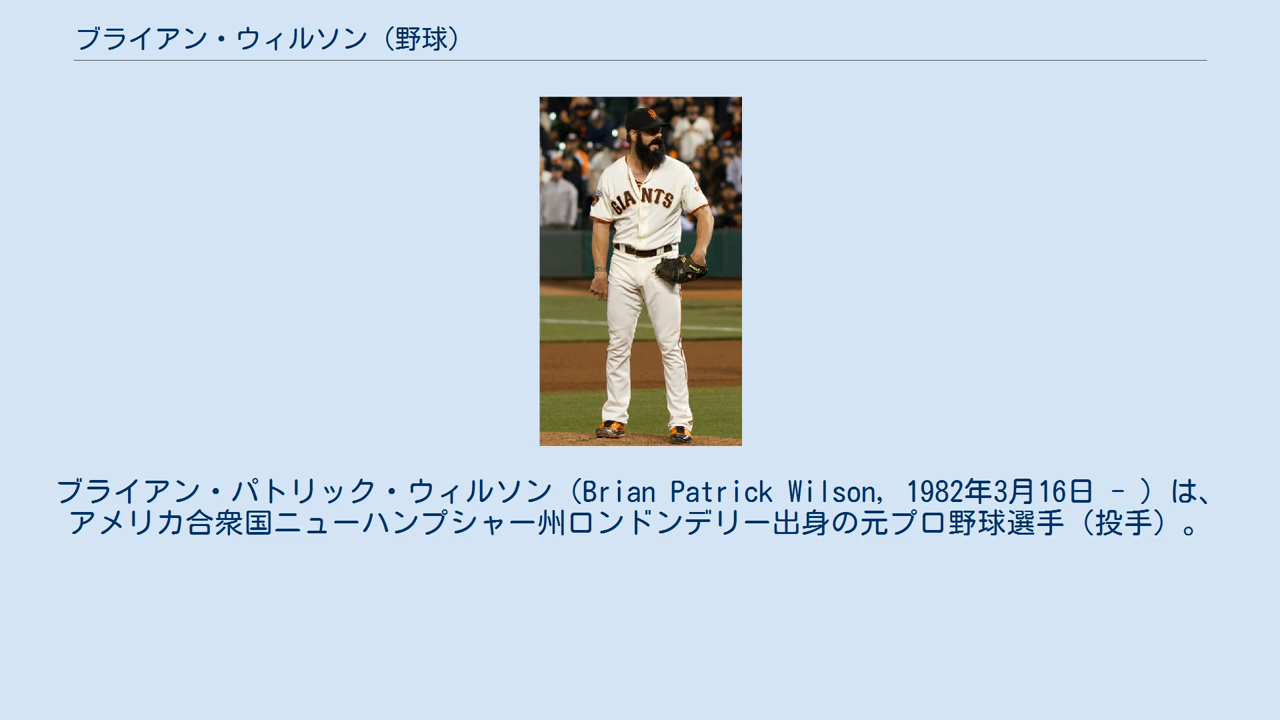 ブライアン・ウィルソン（野球）
GIANTS
ブライアン・パトリック・ウィルソン（Brian Patrick Wilson, 1982年3月16日 - ）は、
アメリカ合衆国ニューハンプシャー州ロンドンデリー出身の元プロ野球選手（投手）。